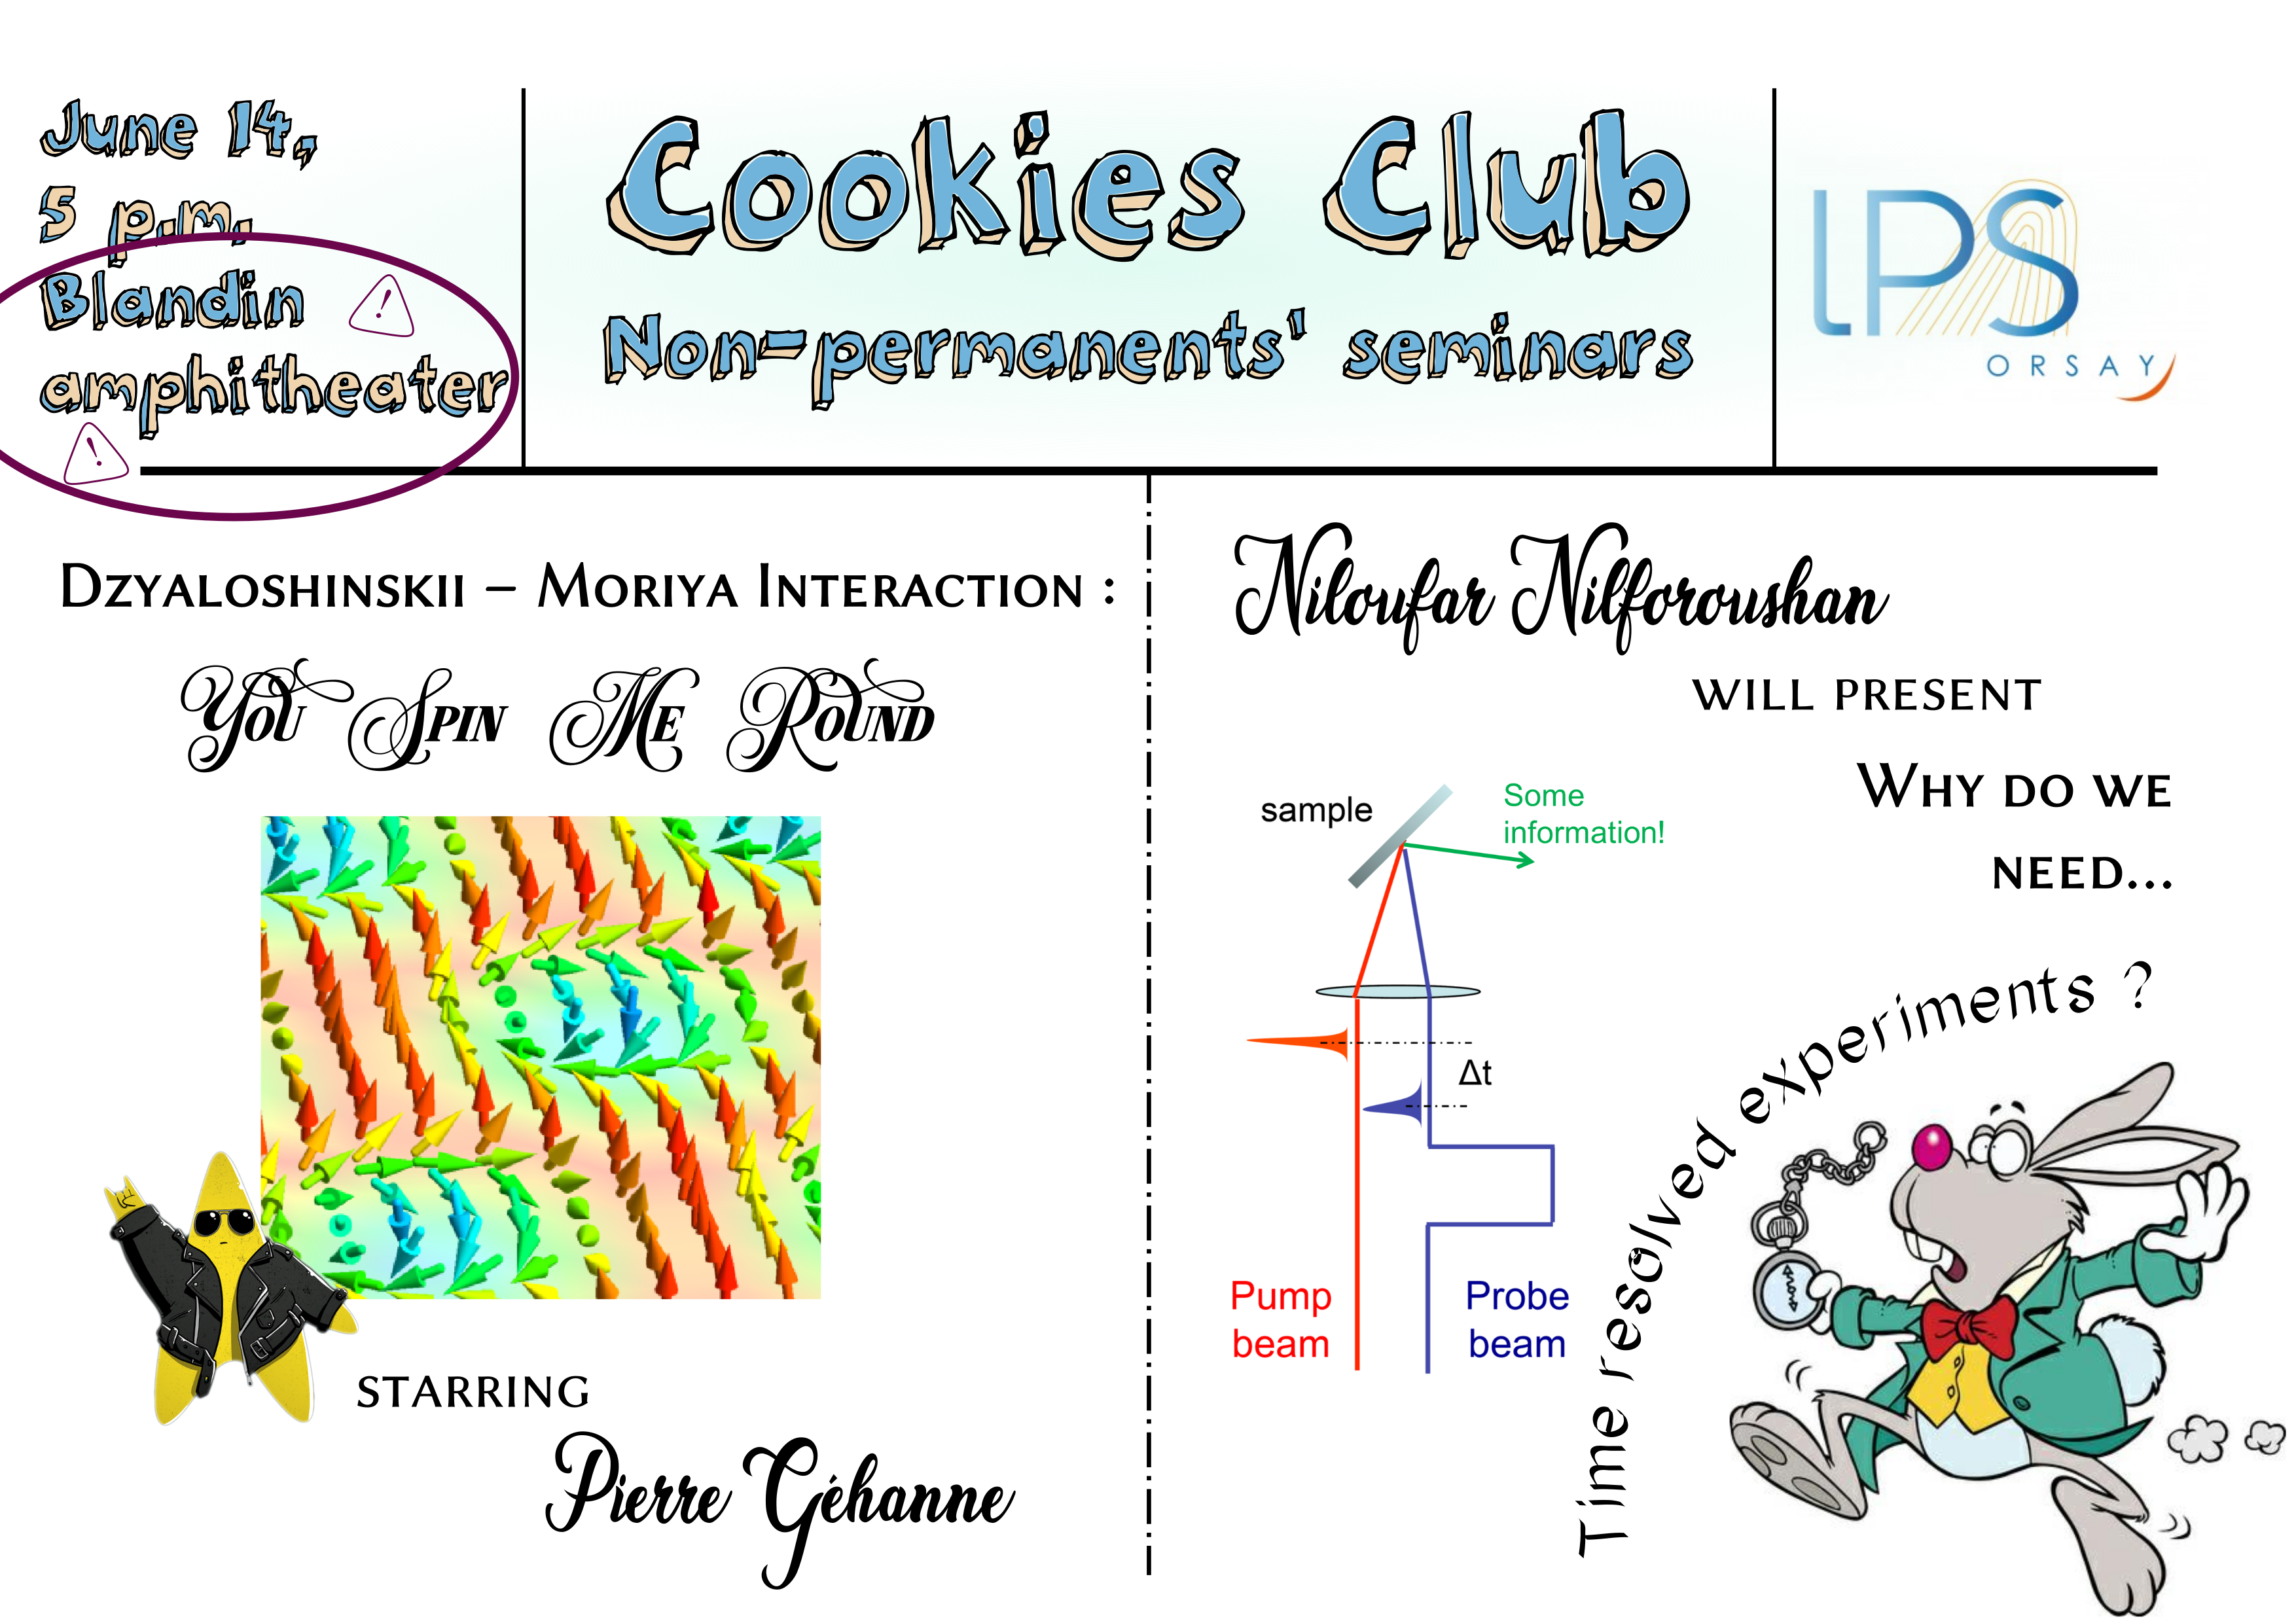 June 14,
5 p.m.
Blandin
amphitheater
Cookies Club
Non-permanents' seminars
LPS
ORSAY
Dzyaloshinskii – Moriya Interaction :
You Spin Me Round
starring
Pierre Géhanne
Niloufar Nilforoushan
will present
Why do we
need...
Time resolved experiments ?
sample
Some
information!
Δt
Pump
beam
Probe
beam